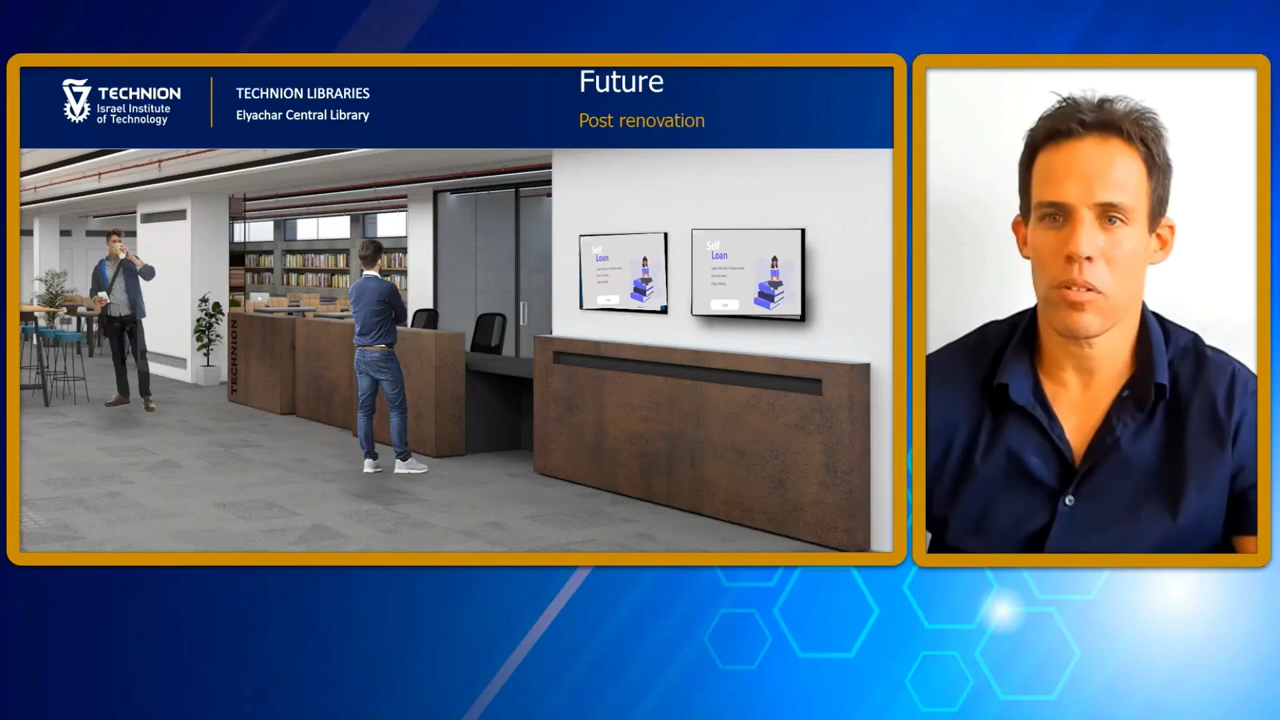 TECHNION
Israel Institute
of Technology
TECHNION LIBRARIES
Elyachar Central Library
Future
Post renovation
Self
Loan
Self
Loan
TECHNION